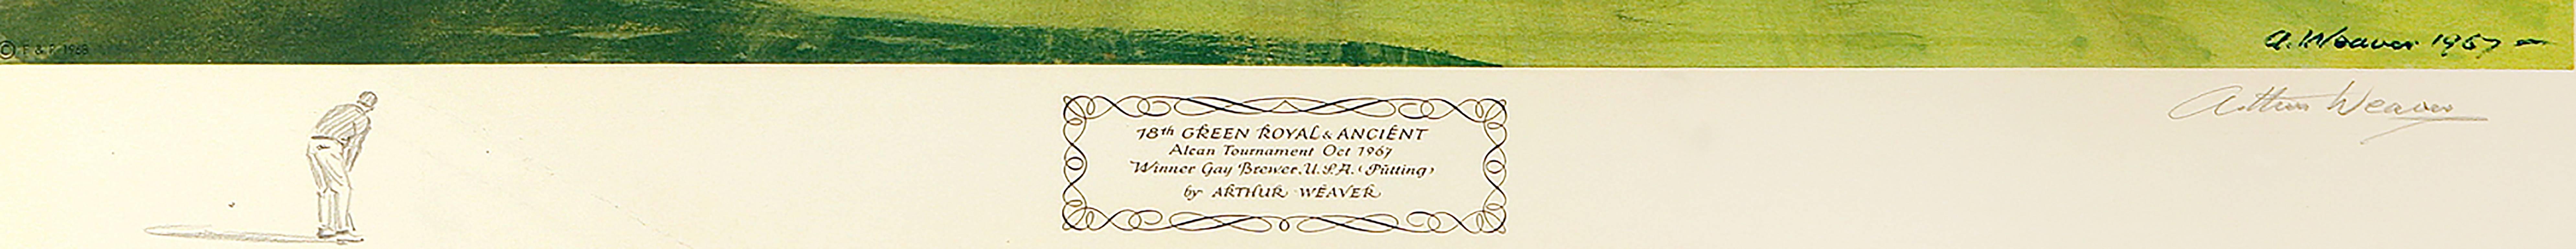 © F & P 1968
A. Weaver 1967
Arthur Weaver
18th GREEN ROYAL & ANCIENT
Alcan Tournament Oct 1967
Winner Gay Brewer. U.S.A. (Putting)
by ARTHUR WEAVER